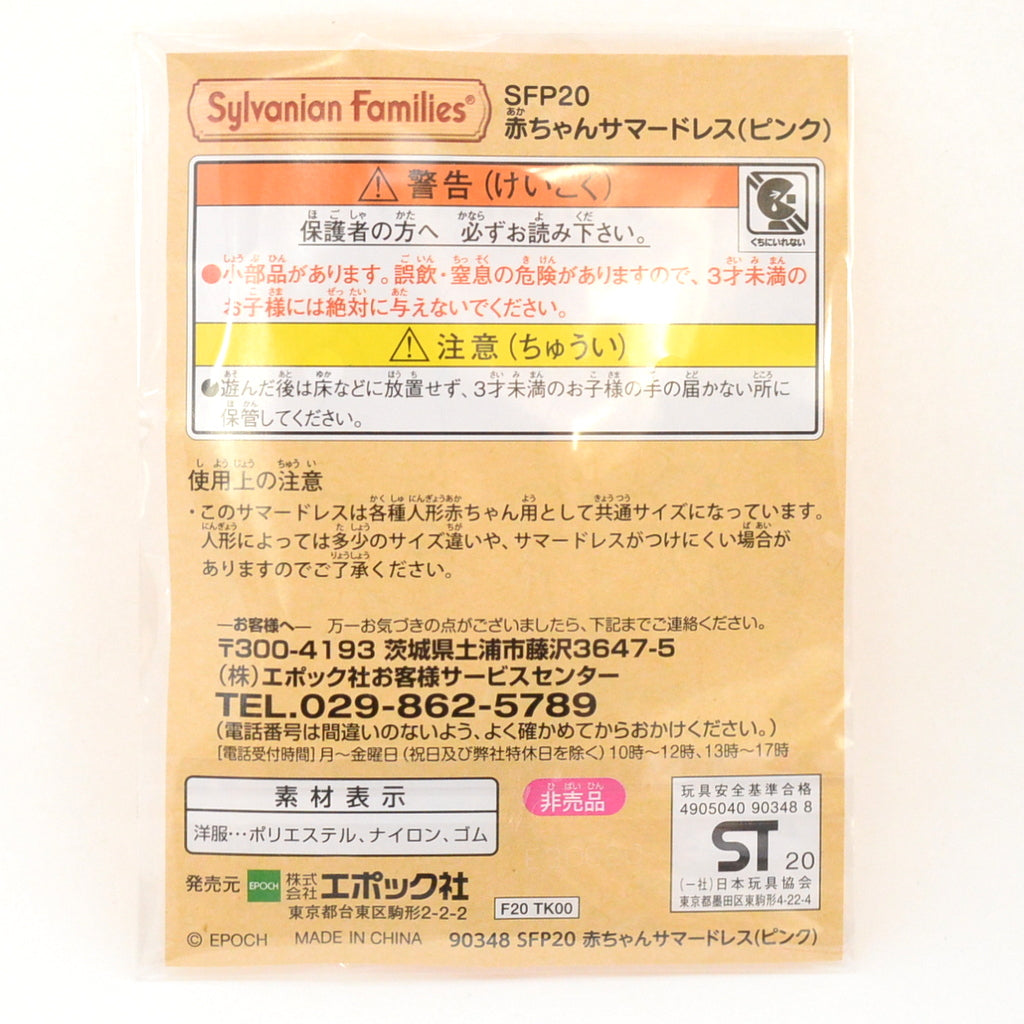 Sylvanian Families®
SFP20
赤ちゃんサマードレス(ピンク)
警告(けいこく)
くちにいれない
保護者の方へ 必ずお読み下さい。
●小部品があります。誤飲・窒息の危険がありますので、3才未満の
お子様には絶対に与えないでください。
注意(ちゅうい)
●遊んだ後は床などに放置せず、3才未満のお子様の手の届かない所に
保管してください。
使用上の注意
・このサマードレスは各種人形赤ちゃん用として共通サイズになっています。
人形によっては多少のサイズ違いや、サマードレスがつけにくい場合が
ありますのでご了承ください。
―お客様へ― 万一お気づきの点がございましたら、下記までご連絡ください。
〒300-4193 茨城県土浦市藤沢3647-5
(株)エポック社お客様サービスセンター
TEL.029-862-5789
(電話番号は間違いのないよう、よく確かめてからおかけください。)
[電話受付時間]月〜金曜日(祝日及び弊社特休日を除く)10時〜12時、13時〜17時
素材表示
洋服…ポリエステル、ナイロン、ゴム
非売品
玩具安全基準合格
4905040 90348 8
ST 20
(一社)日本玩具協会
東京都墨田区東駒形4-22-4
発売元 EPOCH 株式会社エポック社
東京都台東区駒形2-2-2
F20 TK00
© EPOCH MADE IN CHINA 90348 SFP20 赤ちゃんサマードレス(ピンク)